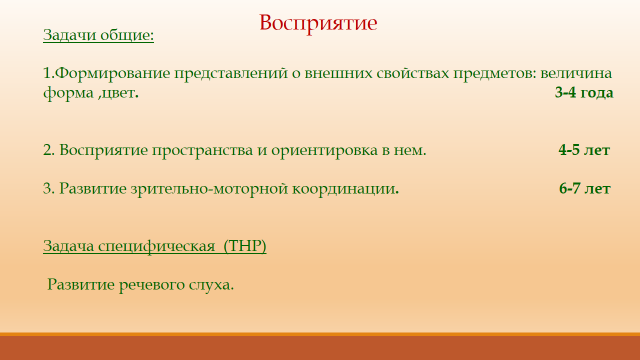 Восприятие
Задачи общие:
1.Формирование представлений о внешних свойствах предметов: величина
форма ,цвет. 3-4 года
2. Восприятие пространства и ориентировка в нем. 4-5 лет
3. Развитие зрительно-моторной координации. 6-7 лет
Задача специфическая (ТНР)
Развитие речевого слуха.